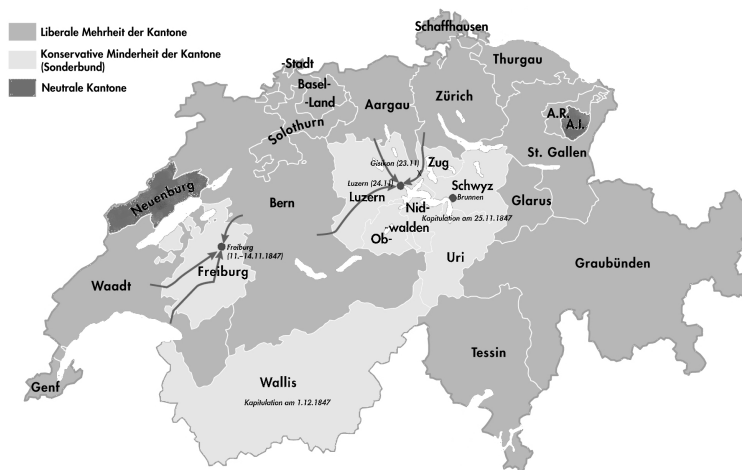 Liberale Mehrheit der Kantone
Konservative Minderheit der Kantone
(Sonderbund)
Neutrale Kantone
Schaffhausen
Thurgau
-Stadt
Basel-
-Land
Aargau
Zürich
Solothurn
A.R.
A.I.
St. Gallen
Gisikon (23.11)
Zug
Luzern (24.11)
Luzern
Schwyz
Brunnen
Kapitulation am 25.11.1847
Glarus
Neuenburg
Bern
Nid-
-walden
Ob-
Uri
Freiburg
(11.–14.11.1847)
Freiburg
Waadt
Graubünden
Tessin
Genf
Wallis
Kapitulation am 1.12.1847